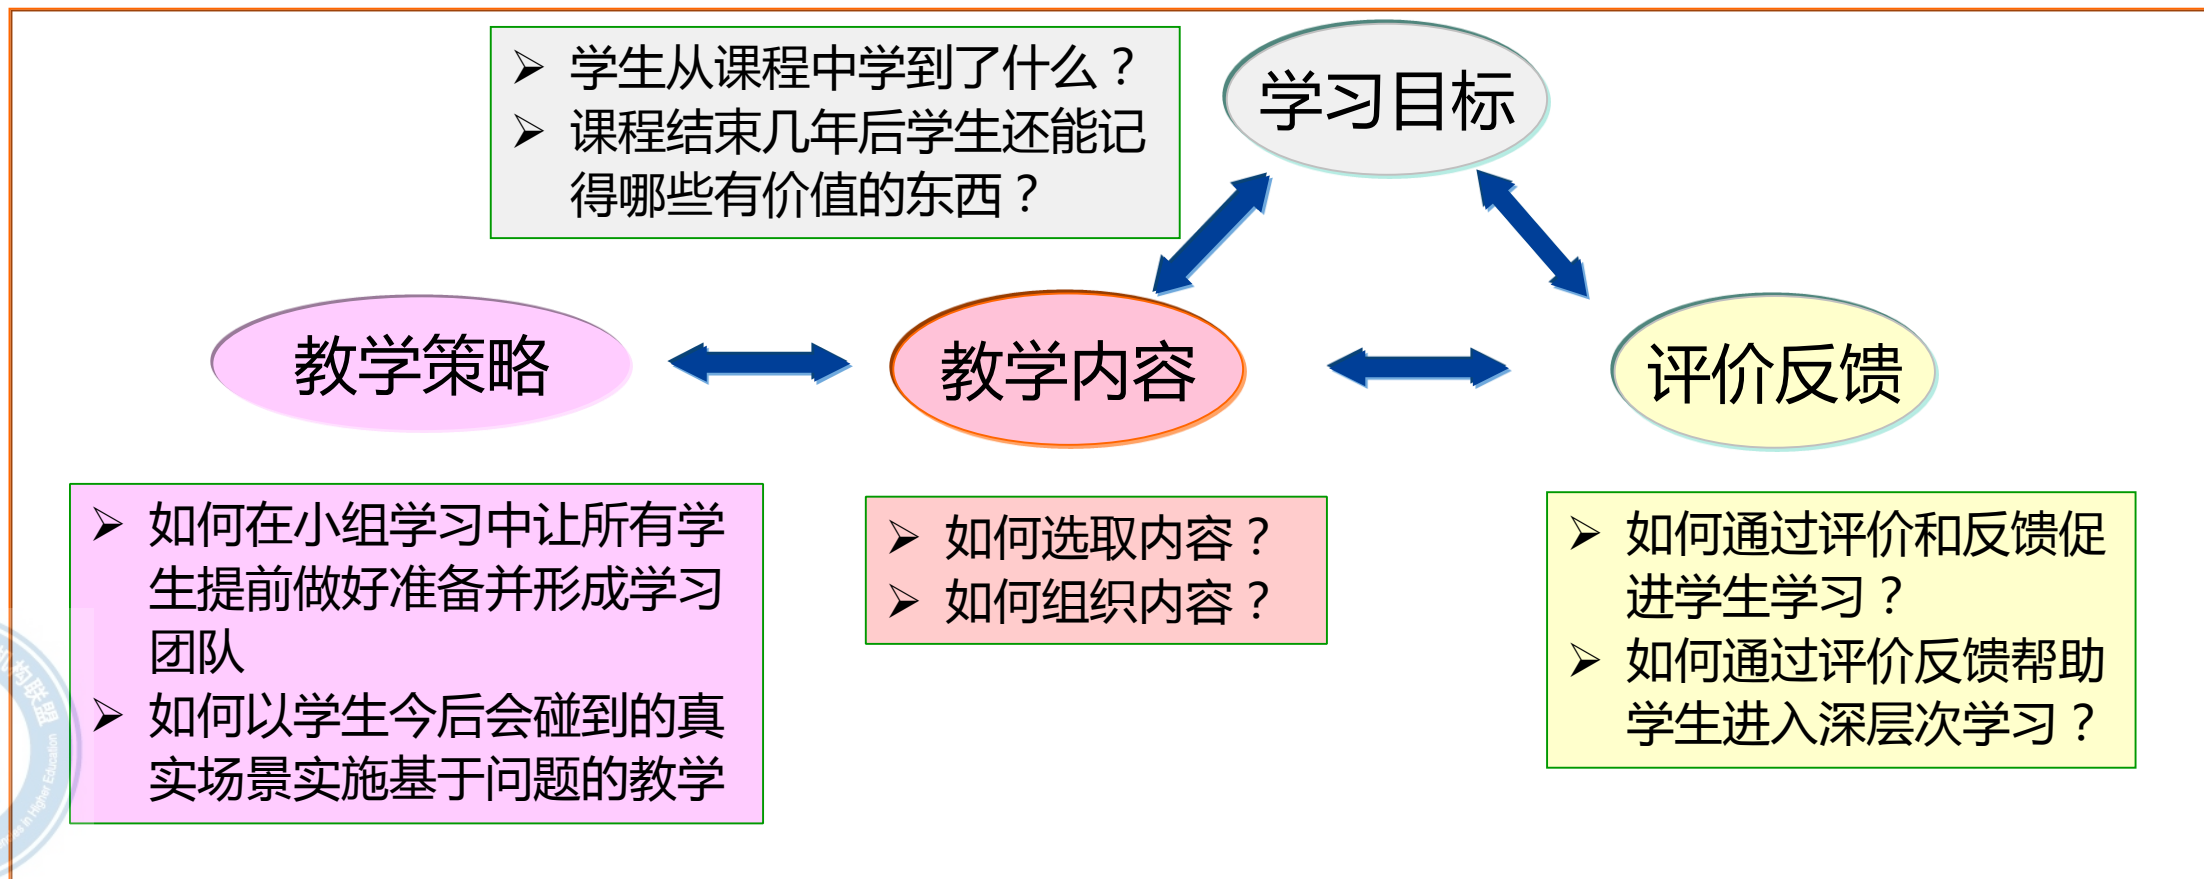 ➢ 学生从课程中学到了什么？
➢ 课程结束几年后学生还能记
得哪些有价值的东西？
学习目标
教学策略
教学内容
评价反馈
➢ 如何在小组学习中让所有学
生提前做好准备并形成学习
团队
➢ 如何以学生今后会碰到的真
实场景实施基于问题的教学
➢ 如何选取内容？
➢ 如何组织内容？
➢ 如何通过评价和反馈促
进学生学习？
➢ 如何通过评价反馈帮助
学生进入深层次学习？
机构联盟
in Higher Education